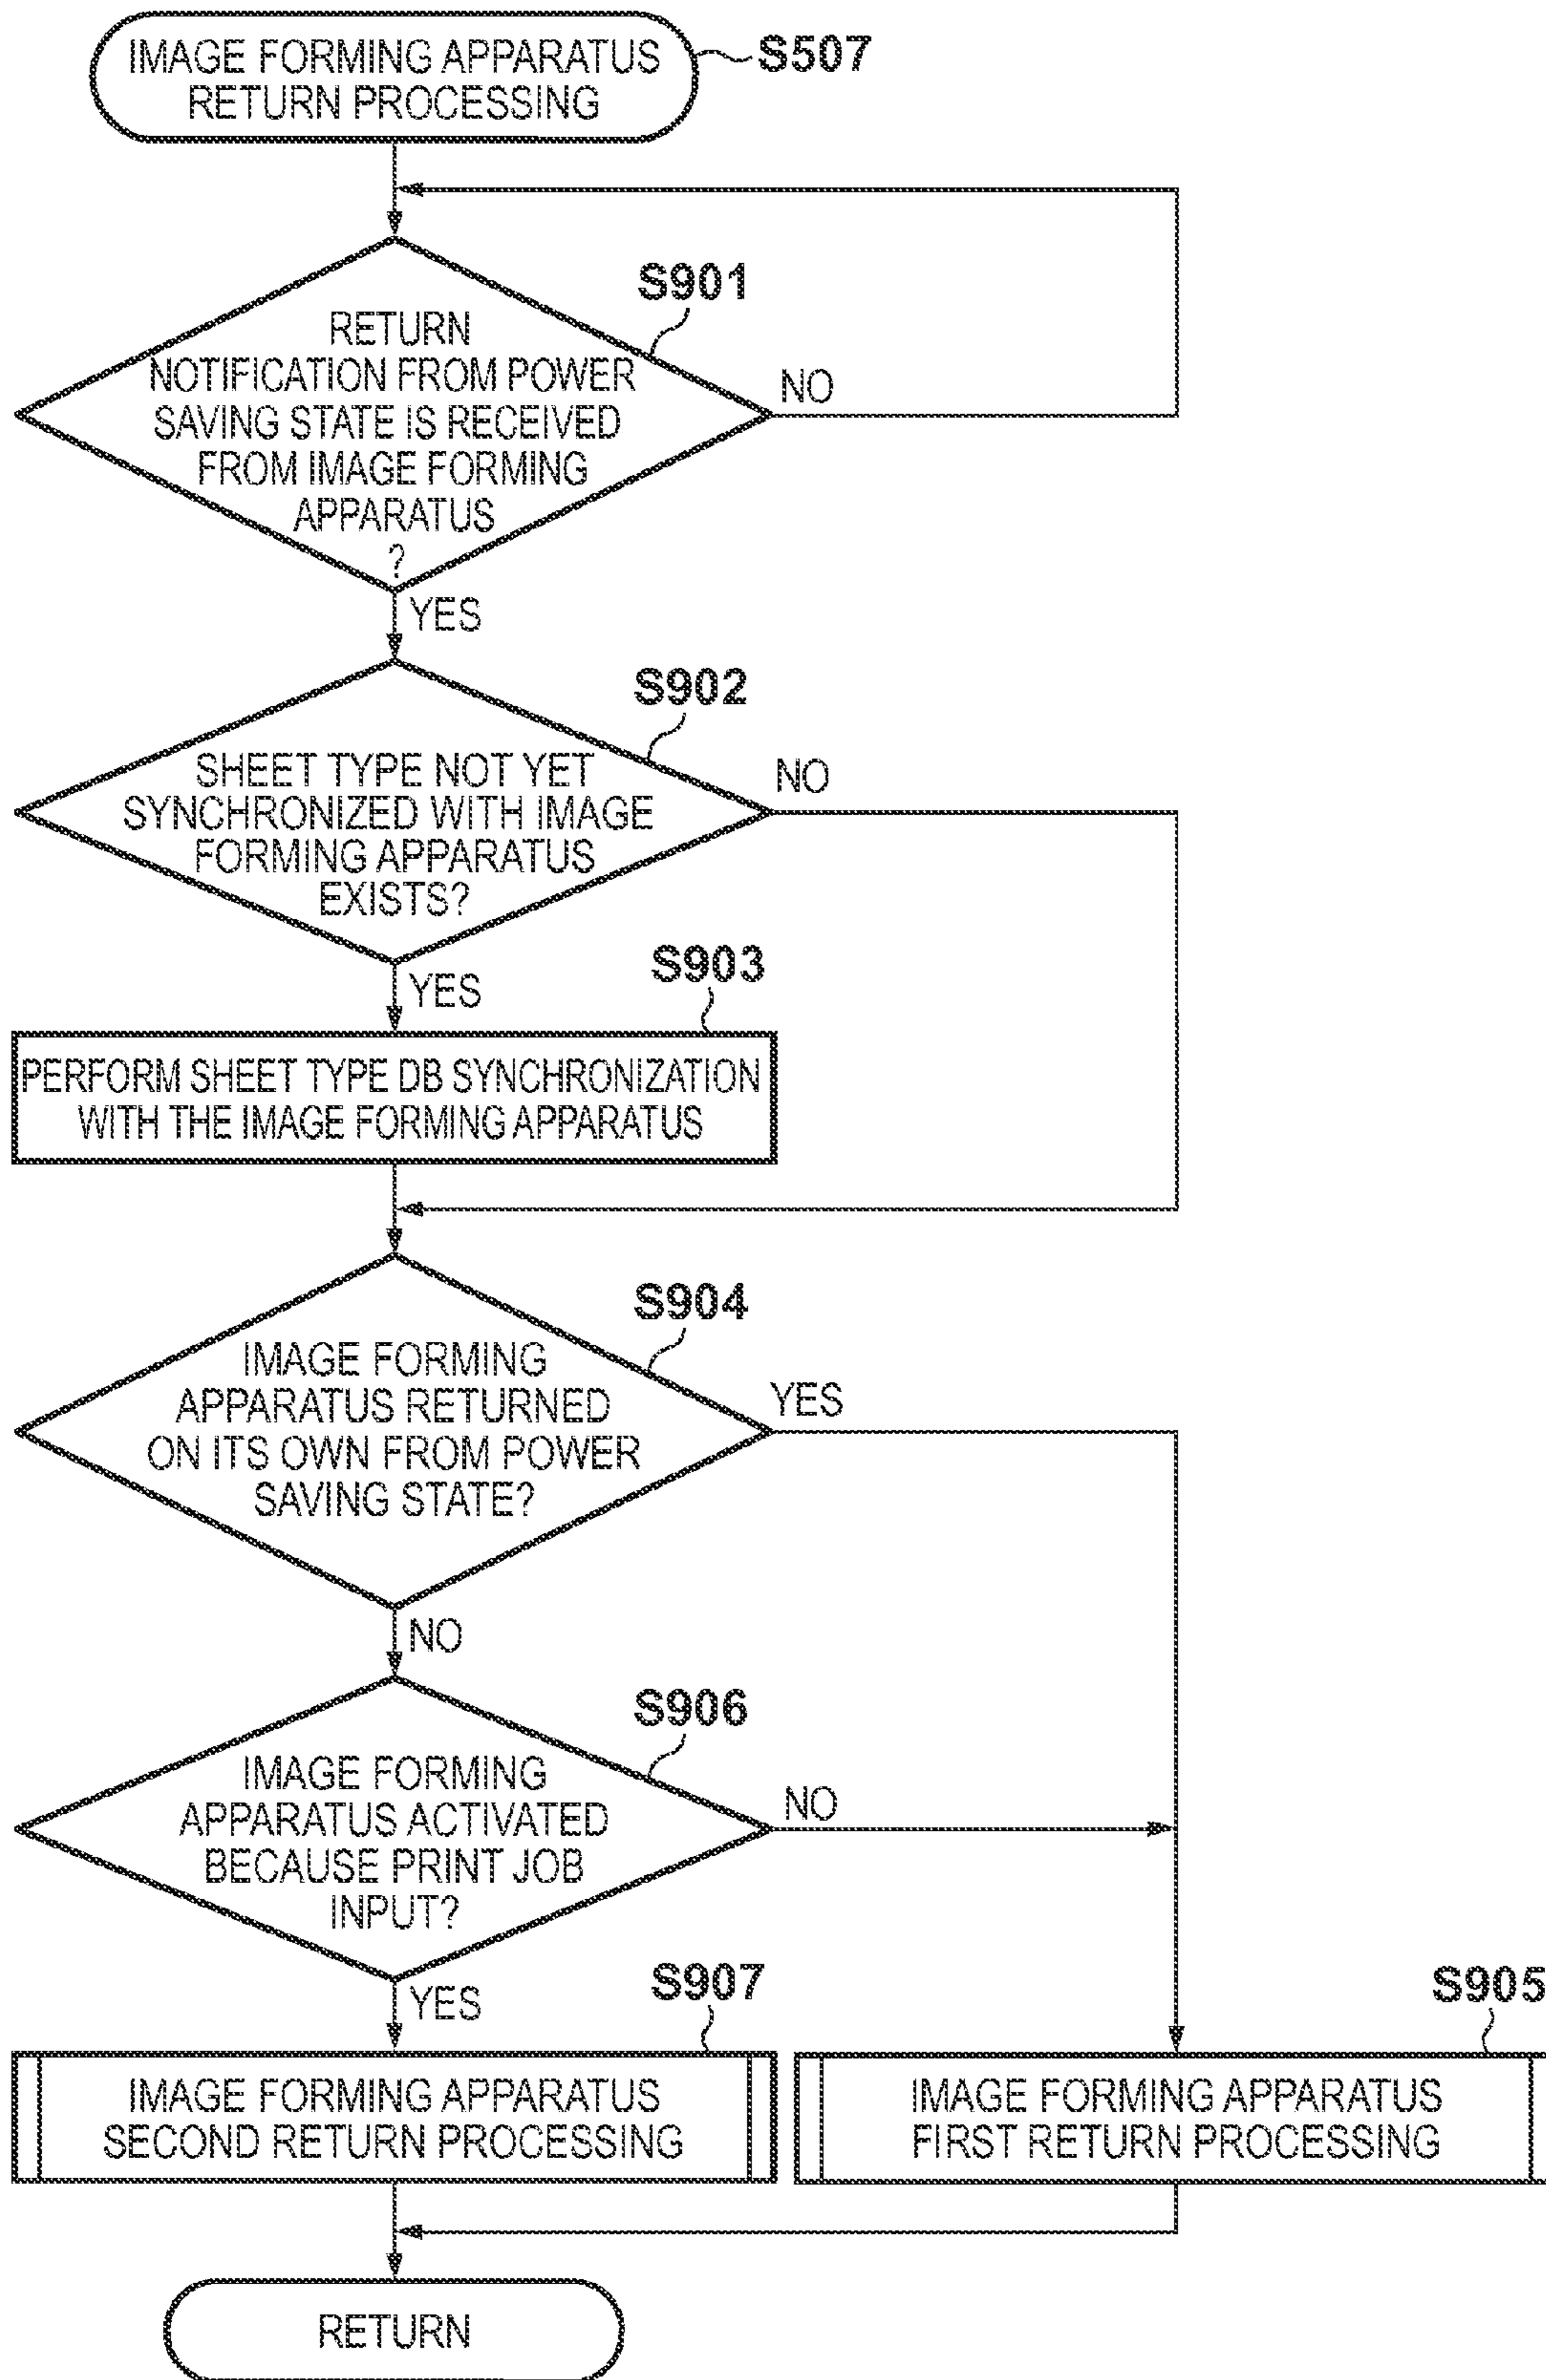 IMAGE FORMING APPARATUS
RETURN PROCESSING
S507
S901
RETURN
NOTIFICATION FROM POWER
SAVING STATE IS RECEIVED
FROM IMAGE FORMING
APPARATUS
?
NO
YES
S902
SHEET TYPE NOT YET
SYNCHRONIZED WITH IMAGE
FORMING APPARATUS
EXISTS?
NO
YES
S903
PERFORM SHEET TYPE DB SYNCHRONIZATION
WITH THE IMAGE FORMING APPARATUS
S904
IMAGE FORMING
APPARATUS RETURNED
ON ITS OWN FROM POWER
SAVING STATE?
YES
NO
S906
IMAGE FORMING
APPARATUS ACTIVATED
BECAUSE PRINT JOB
INPUT?
NO
YES
S907
IMAGE FORMING APPARATUS
SECOND RETURN PROCESSING
S905
IMAGE FORMING APPARATUS
FIRST RETURN PROCESSING
RETURN